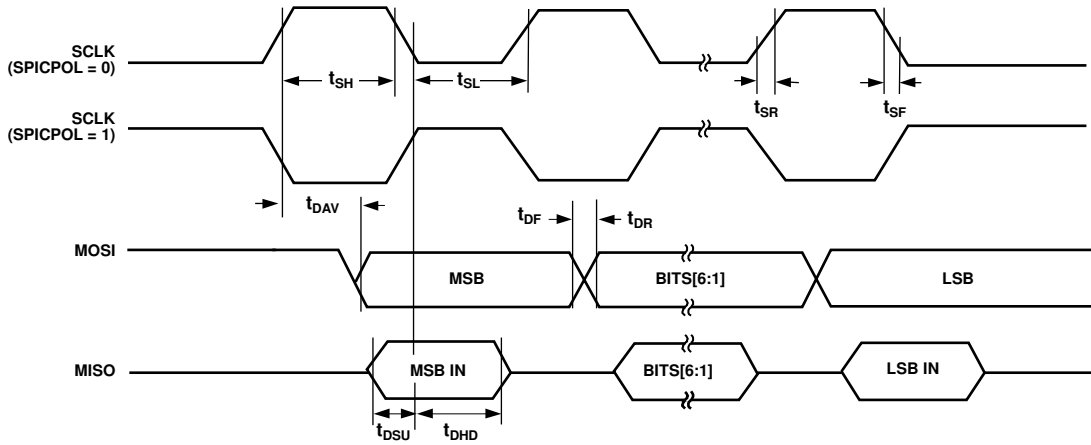 SCLK
(SPICPOL = 0)
tSH
tSL
tSR
tSF
SCLK
(SPICPOL = 1)
tDAV
tDF
tDR
MOSI
MSB
BITS[6:1]
LSB
MISO
MSB IN
BITS[6:1]
LSB IN
tDSU
tDHD